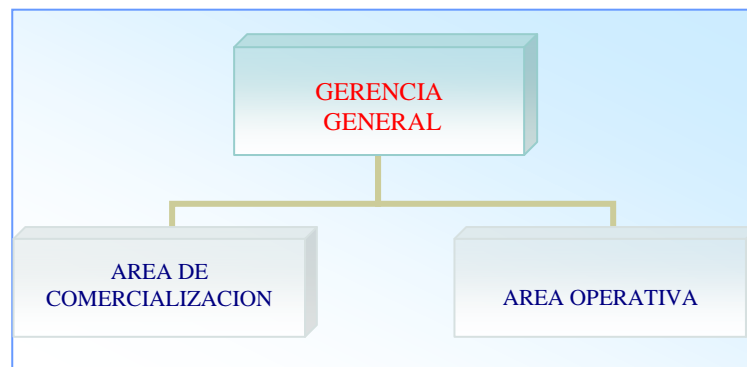 GERENCIA
GENERAL
AREA DE
COMERCIALIZACION
AREA OPERATIVA